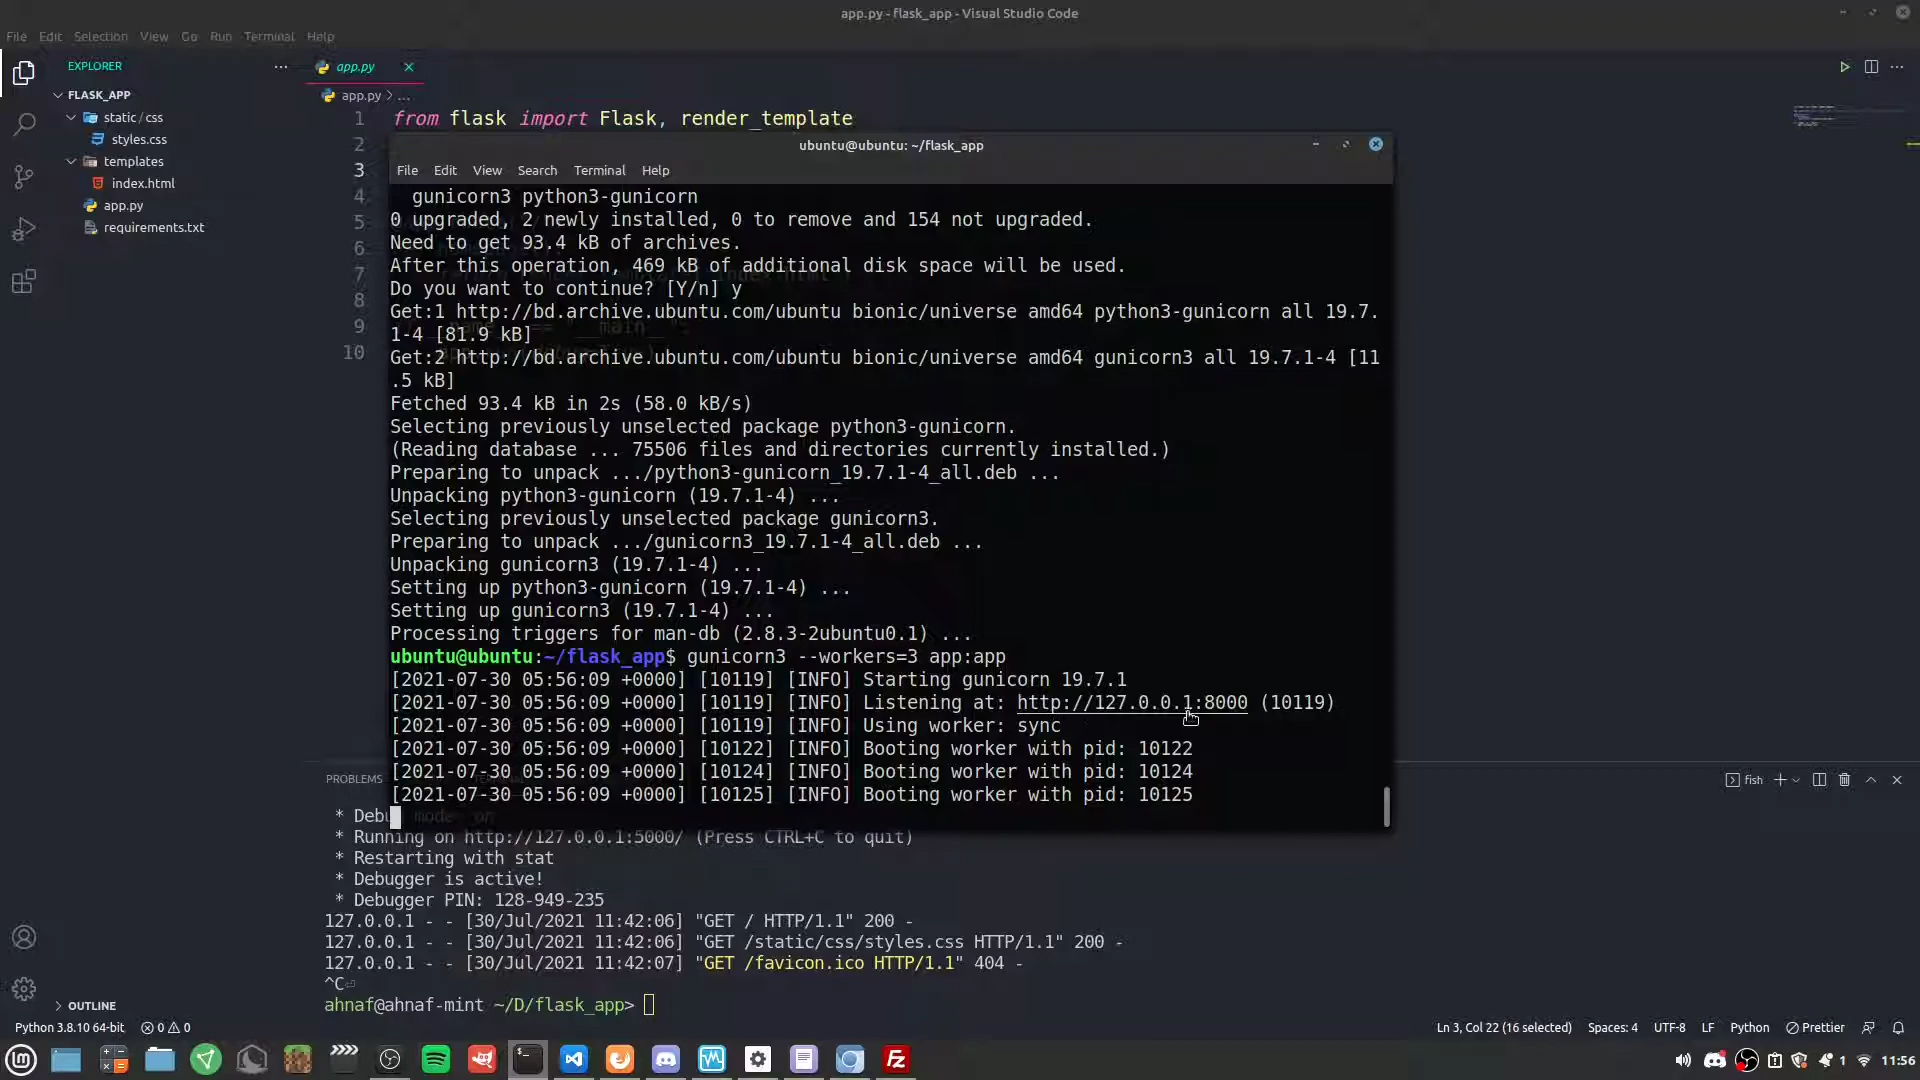 app.py - flask_app - Visual Studio Code
File Edit Selection View Go Run Terminal Help
EXPLORER
FLASK_APP
static / css
styles.css
templates
index.html
app.py
requirements.txt
OUTLINE
app.py
app.py > ...
1 from flask import Flask, render_template
2
3
4
5
6
7
8
9
10
ubuntu@ubuntu: ~/flask_app
File Edit View Search Terminal Help
gunicorn3 python3-gunicorn
0 upgraded, 2 newly installed, 0 to remove and 154 not upgraded.
Need to get 93.4 kB of archives.
After this operation, 469 kB of additional disk space will be used.
Do you want to continue? [Y/n] y
Get:1 http://bd.archive.ubuntu.com/ubuntu bionic/universe amd64 python3-gunicorn all 19.7.
1-4 [81.9 kB]
Get:2 http://bd.archive.ubuntu.com/ubuntu bionic/universe amd64 gunicorn3 all 19.7.1-4 [11
.5 kB]
Fetched 93.4 kB in 2s (58.0 kB/s)
Selecting previously unselected package python3-gunicorn.
(Reading database ... 75506 files and directories currently installed.)
Preparing to unpack .../python3-gunicorn_19.7.1-4_all.deb ...
Unpacking python3-gunicorn (19.7.1-4) ...
Selecting previously unselected package gunicorn3.
Preparing to unpack .../gunicorn3_19.7.1-4_all.deb ...
Unpacking gunicorn3 (19.7.1-4) ...
Setting up python3-gunicorn (19.7.1-4) ...
Setting up gunicorn3 (19.7.1-4) ...
Processing triggers for man-db (2.8.3-2ubuntu0.1) ...
ubuntu@ubuntu:~/flask_app$ gunicorn3 --workers=3 app:app
[2021-07-30 05:56:09 +0000] [10119] [INFO] Starting gunicorn 19.7.1
[2021-07-30 05:56:09 +0000] [10119] [INFO] Listening at: http://127.0.0.1:8000 (10119)
[2021-07-30 05:56:09 +0000] [10119] [INFO] Using worker: sync
[2021-07-30 05:56:09 +0000] [10122] [INFO] Booting worker with pid: 10122
[2021-07-30 05:56:09 +0000] [10124] [INFO] Booting worker with pid: 10124
[2021-07-30 05:56:09 +0000] [10125] [INFO] Booting worker with pid: 10125
PROBLEMS
fish
* Debu mode: on
* Running on http://127.0.0.1:5000/ (Press CTRL+C to quit)
* Restarting with stat
* Debugger is active!
* Debugger PIN: 128-949-235
127.0.0.1 - - [30/Jul/2021 11:42:06] "GET / HTTP/1.1" 200 -
127.0.0.1 - - [30/Jul/2021 11:42:06] "GET /static/css/styles.css HTTP/1.1" 200 -
127.0.0.1 - - [30/Jul/2021 11:42:07] "GET /favicon.ico HTTP/1.1" 404 -
^C⏎
ahnaf@ahnaf-mint ~/D/flask_app>
Python 3.8.10 64-bit 0 0
Ln 3, Col 22 (16 selected) Spaces: 4 UTF-8 LF Python Prettier
1 11:56